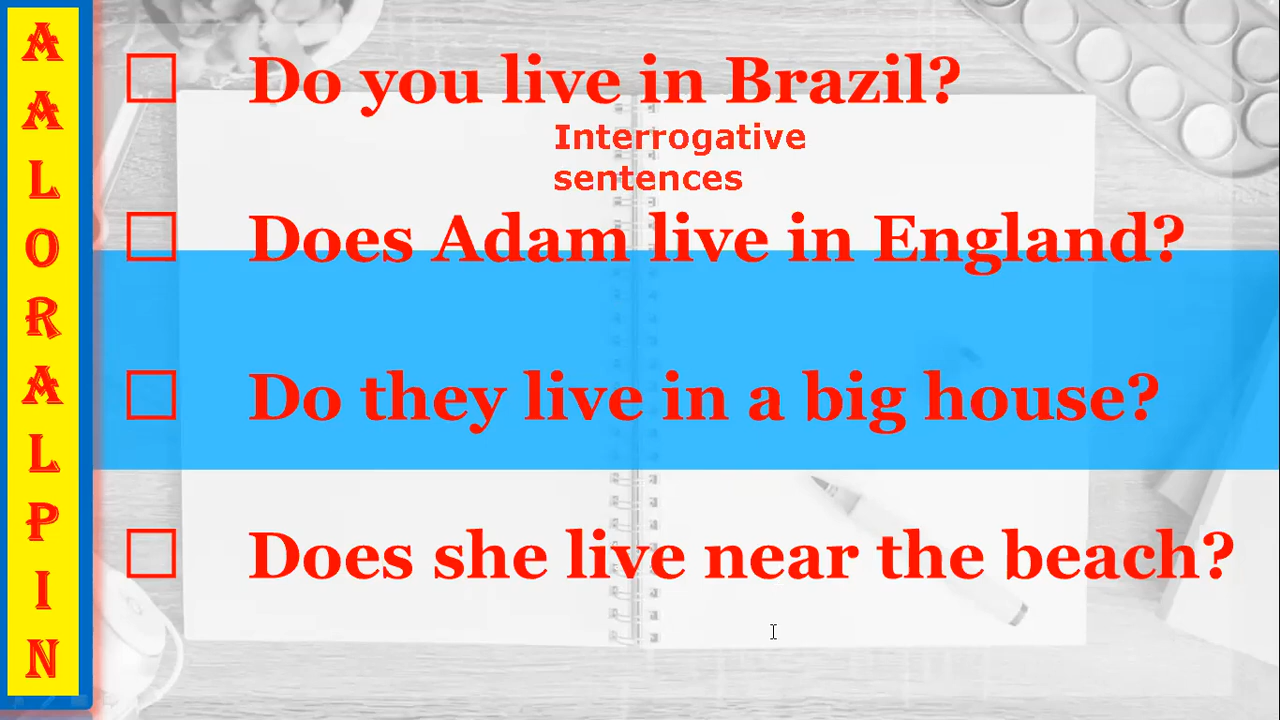 AALORALPIN
☐ Do you live in Brazil?
Interrogative
sentences
☐ Does Adam live in England?
☐ Do they live in a big house?
☐ Does she live near the beach?